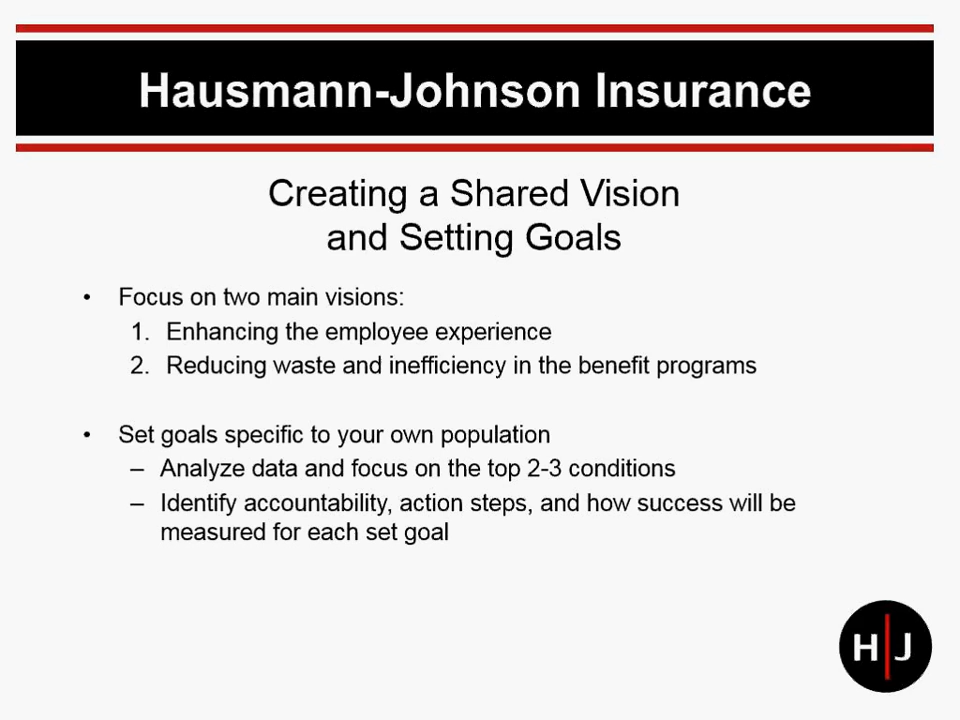 Hausmann-Johnson Insurance
Creating a Shared Vision
and Setting Goals
• Focus on two main visions:
1. Enhancing the employee experience
2. Reducing waste and inefficiency in the benefit programs
• Set goals specific to your own population
– Analyze data and focus on the top 2-3 conditions
– Identify accountability, action steps, and how success will be
measured for each set goal
H|J